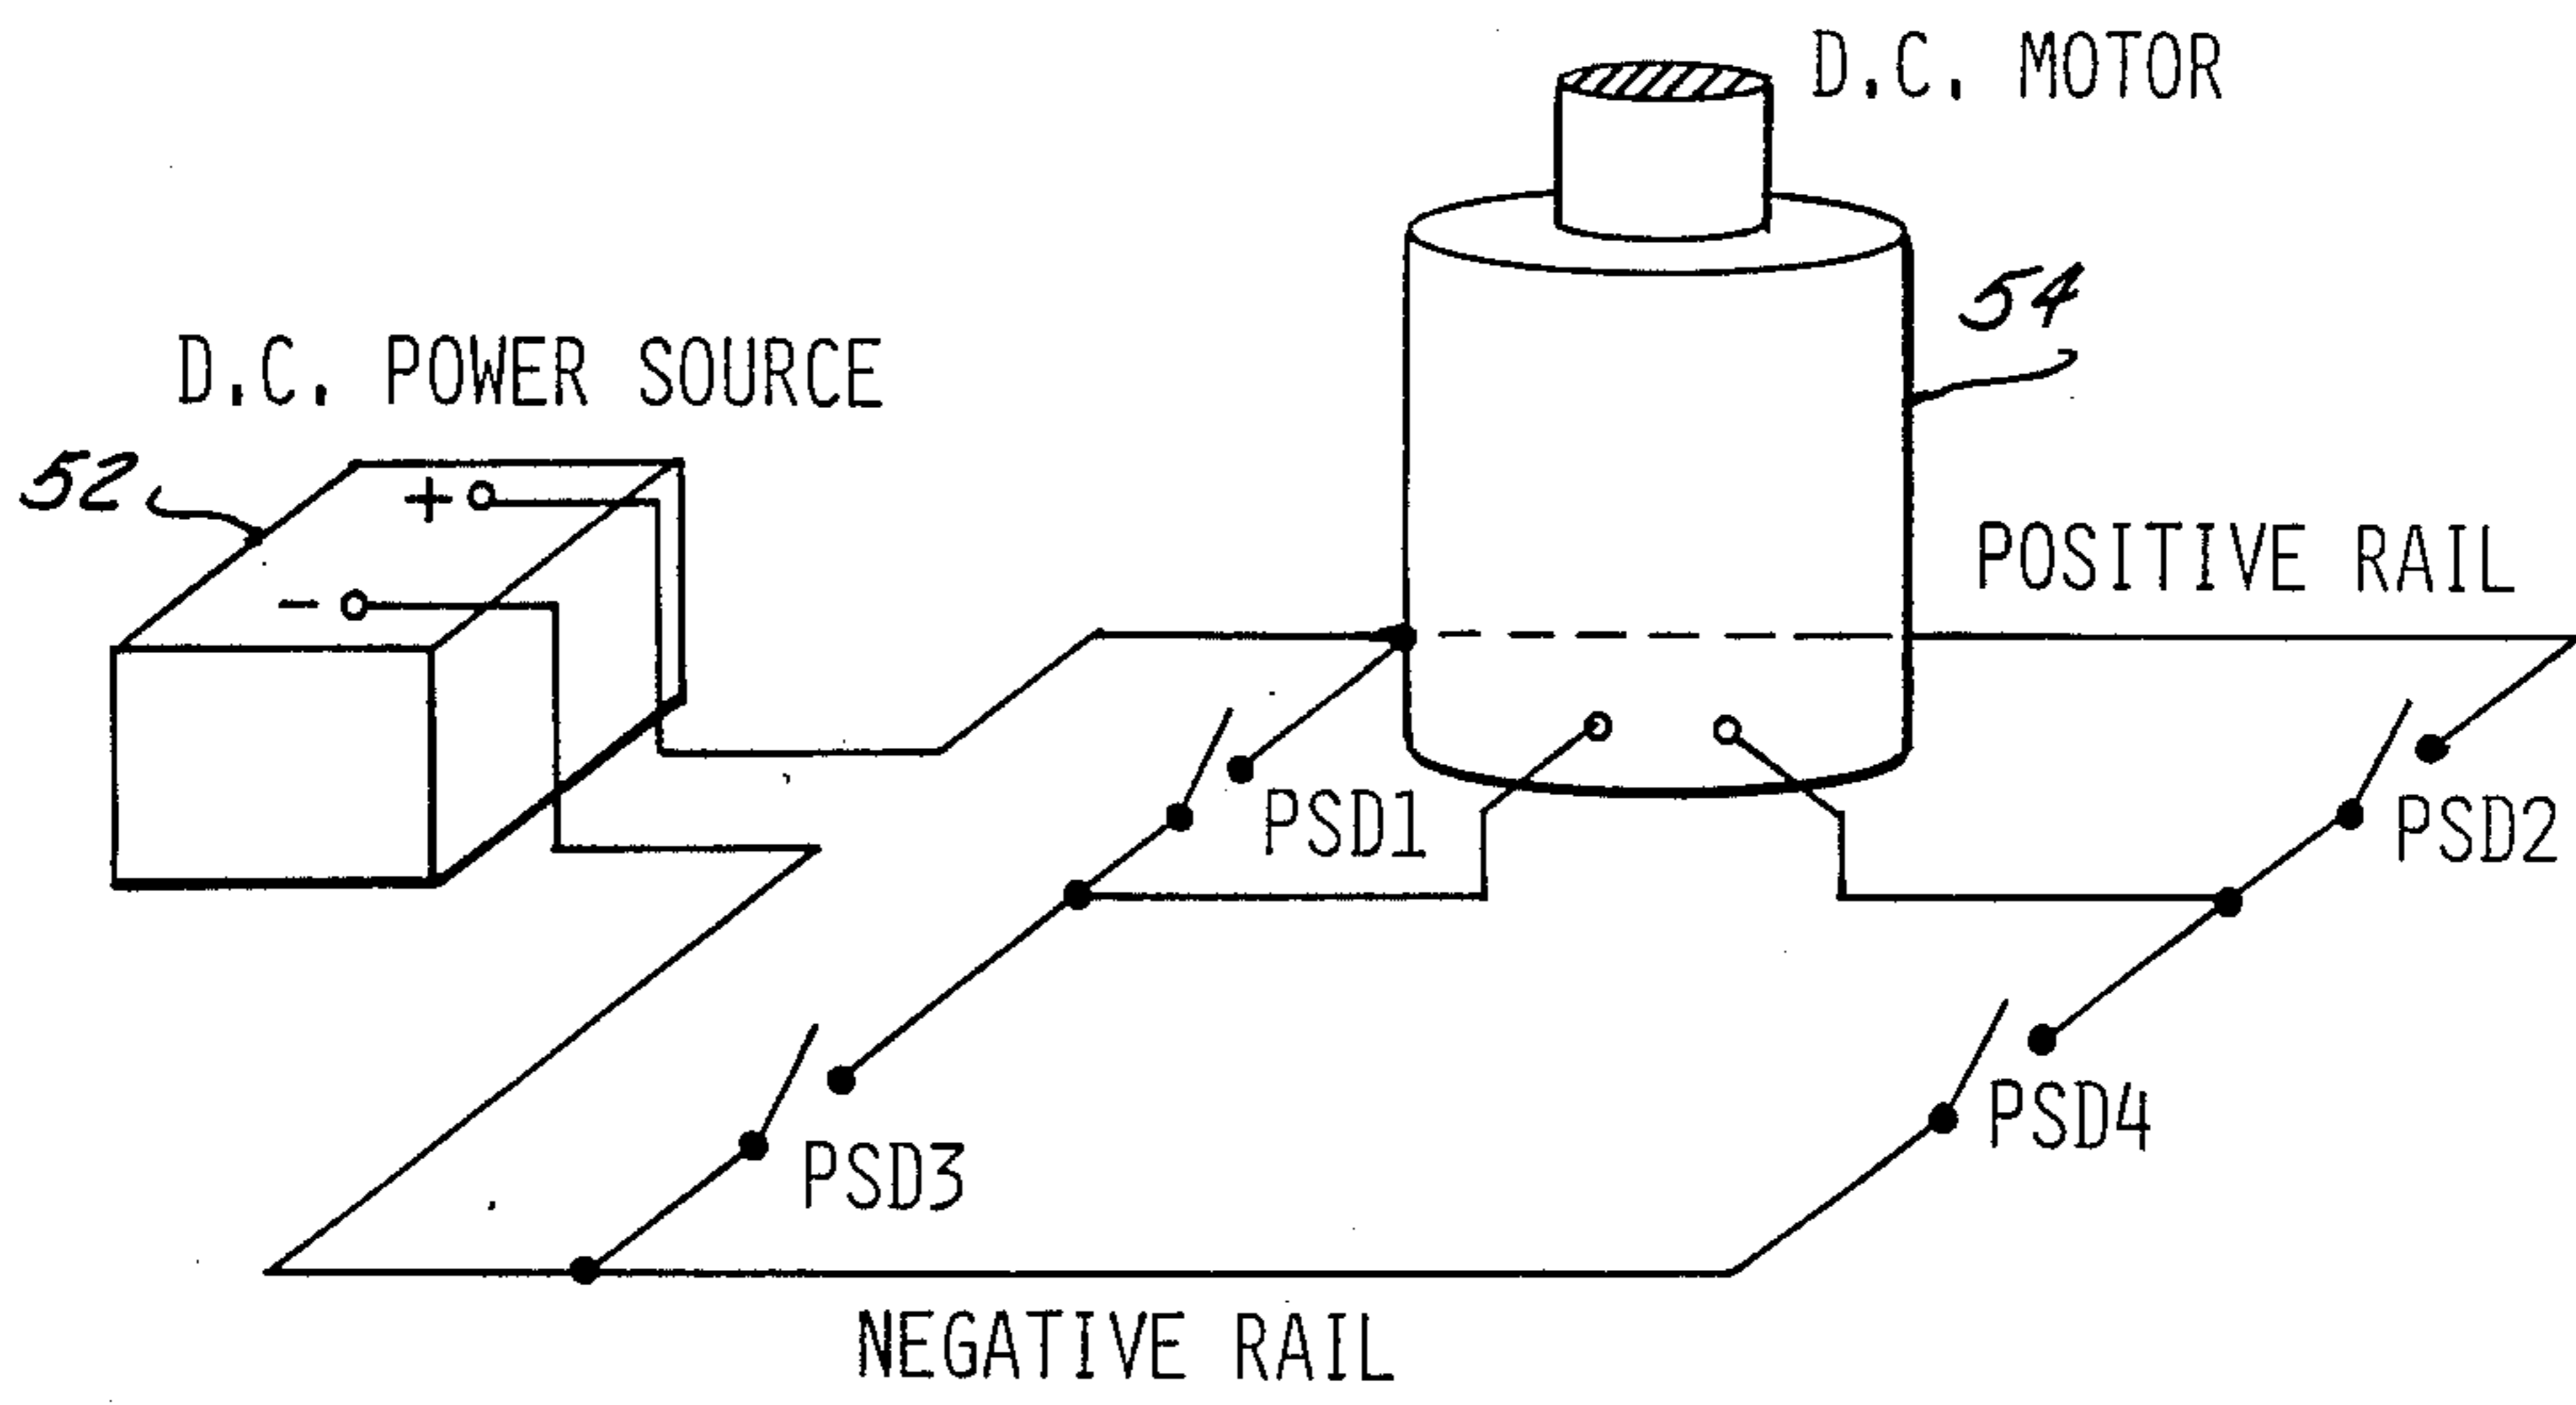 D.C. MOTOR
54
D.C. POWER SOURCE
52
+
-
POSITIVE RAIL
PSD1
PSD2
PSD4
PSD3
NEGATIVE RAIL